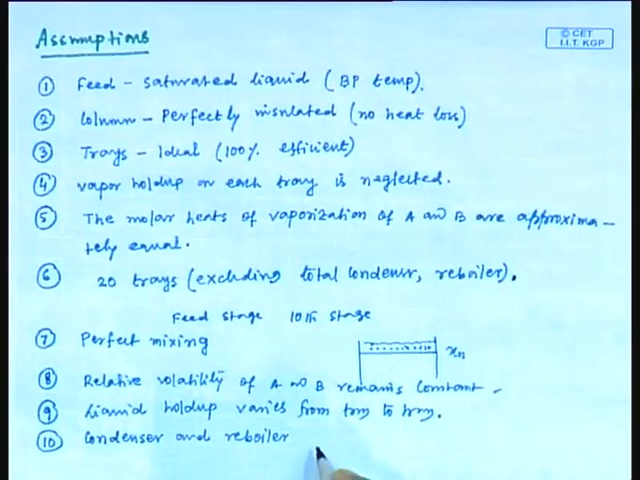 Assumptions
© CET
I.I.T. KGP
① Feed - saturated liquid (BP temp).
② Column - Perfectly insulated (no heat loss)
③ Trays - Ideal (100% efficient)
④ vapor holdup on each tray is neglected.
⑤ The molar heats of vaporization of A and B are approxima -
tely equal.
⑥ 20 trays (excluding total condenser, reboiler).
Feed stage 10th stage
⑦ Perfect mixing
xn
⑧ Relative volatility of A and B remains constant.
⑨ Liquid holdup varies from tray to tray.
⑩ Condenser and reboiler